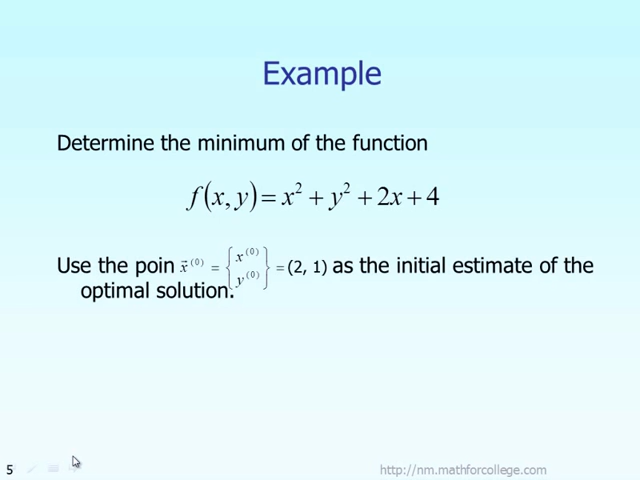 Example
Determine the minimum of the function
f(x, y) = x² + y² + 2x + 4
Use the poin x⃗⁽⁰⁾ = { x⁽⁰⁾ y⁽⁰⁾ } = (2, 1) as the initial estimate of the
optimal solution.
5
http://nm.mathforcollege.com